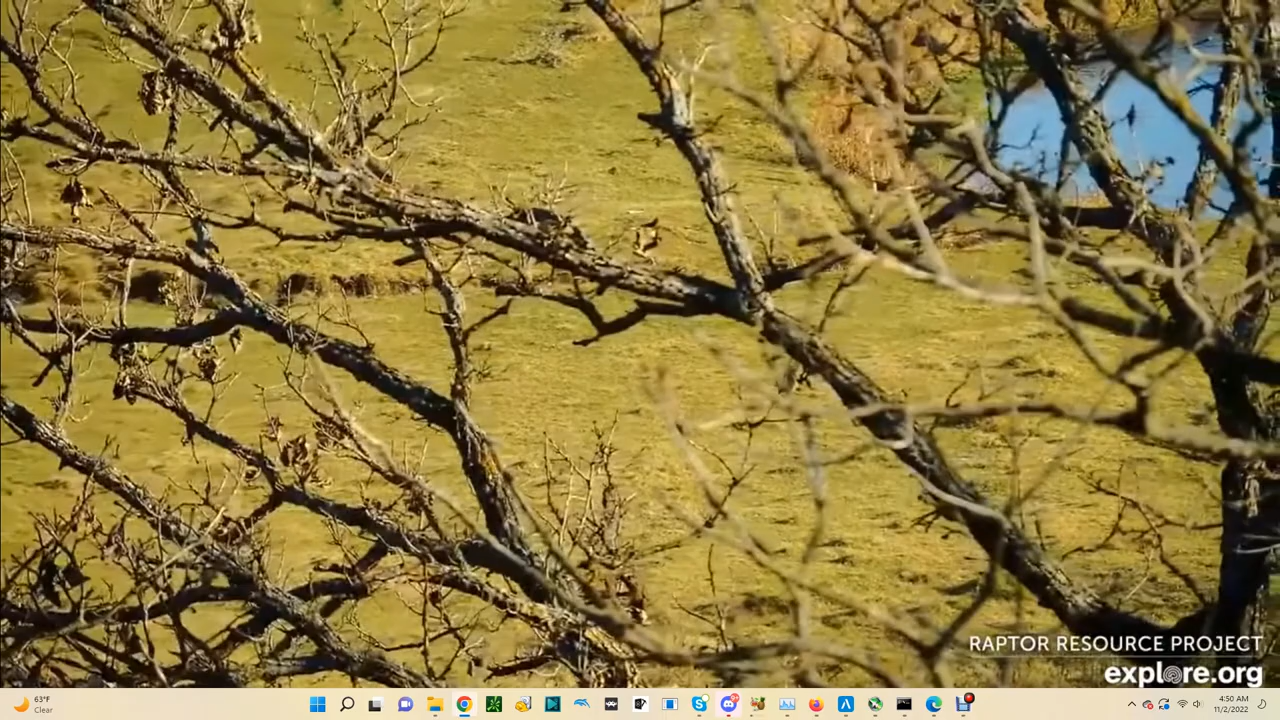 RAPTOR RESOURCE PROJECT
explore.org
63°F
Clear
4:50 AM
11/2/2022